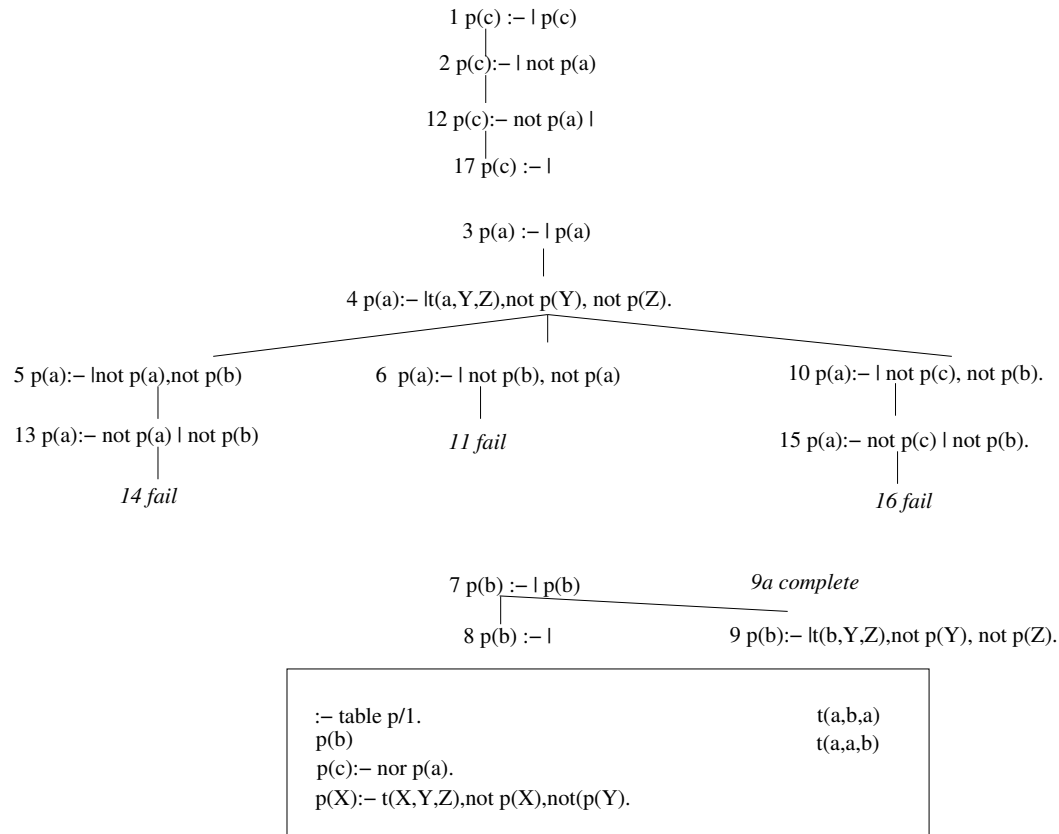 1 p(c) :− | p(c)
2 p(c):− | not p(a)
12 p(c):− not p(a) |
17 p(c) :− |
3 p(a) :− | p(a)
4 p(a):− |t(a,Y,Z),not p(Y), not p(Z).
5 p(a):− |not p(a),not p(b)
6 p(a):− | not p(b), not p(a)
10 p(a):− | not p(c), not p(b).
13 p(a):− not p(a) | not p(b)
11 fail
15 p(a):− not p(c) | not p(b).
14 fail
16 fail
7 p(b) :− | p(b)
9a complete
8 p(b) :− |
9 p(b):− |t(b,Y,Z),not p(Y), not p(Z).
:− table p/1.
t(a,b,a)
p(b)
t(a,a,b)
p(c):− nor p(a).
p(X):− t(X,Y,Z),not p(X),not(p(Y).